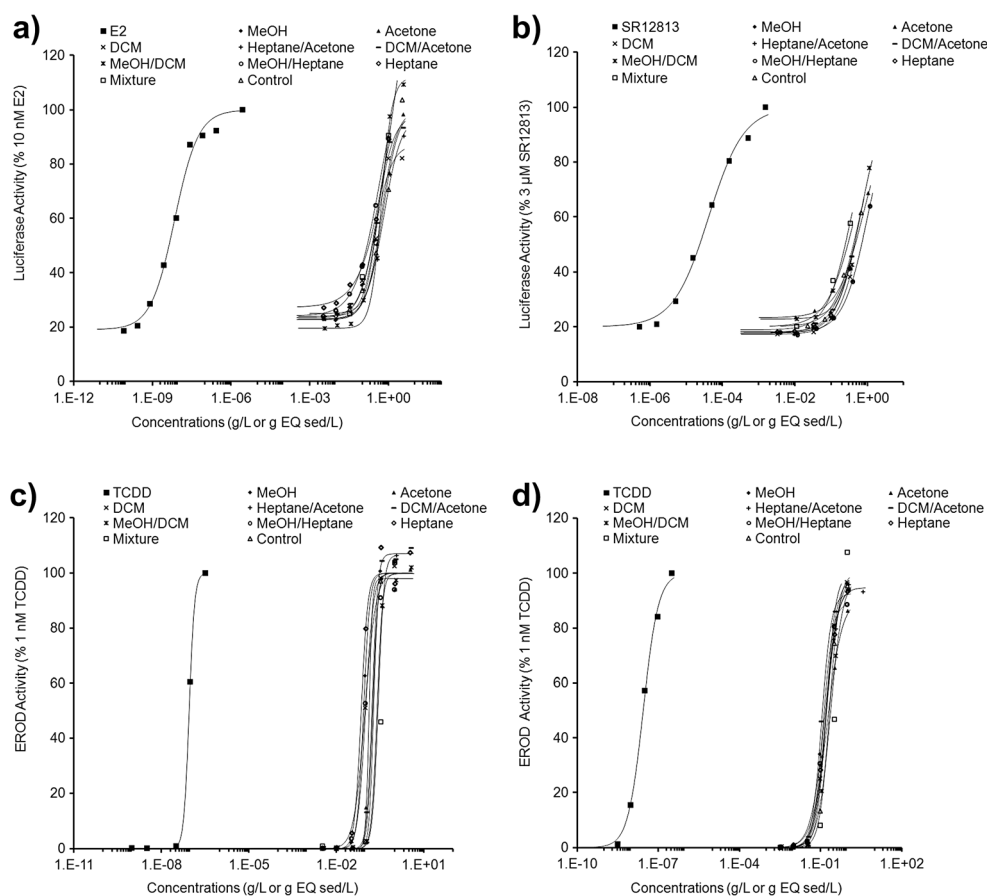 a)
E2 MeOH Acetone
DCM Heptane/Acetone DCM/Acetone
MeOH/DCM MeOH/Heptane Heptane
Mixture Control
Luciferase Activity (% 10 nM E2)
120
100
80
60
40
20
0
1.E-12 1.E-09 1.E-06 1.E-03 1.E+00
Concentrations (g/L or g EQ sed/L)
b)
SR12813 MeOH Acetone
DCM Heptane/Acetone DCM/Acetone
MeOH/DCM MeOH/Heptane Heptane
Mixture Control
Luciferase Activity (% 3 µM SR12813)
120
100
80
60
40
20
0
1.E-08 1.E-06 1.E-04 1.E-02 1.E+00
Concentrations (g/L or g EQ sed/L)
c)
TCDD MeOH Acetone
DCM Heptane/Acetone DCM/Acetone
MeOH/DCM MeOH/Heptane Heptane
Mixture Control
EROD Activity (% 1 nM TCDD)
120
100
80
60
40
20
0
1.E-11 1.E-08 1.E-05 1.E-02 1.E+01
Concentrations (g/L or g EQ sed/L)
d)
TCDD MeOH Acetone
DCM Heptane/Acetone DCM/Acetone
MeOH/DCM MeOH/Heptane Heptane
Mixture Control
EROD Activity (% 1 nM TCDD)
120
100
80
60
40
20
0
1.E-10 1.E-07 1.E-04 1.E-01 1.E+02
Concentrations (g/L or g EQ sed/L)